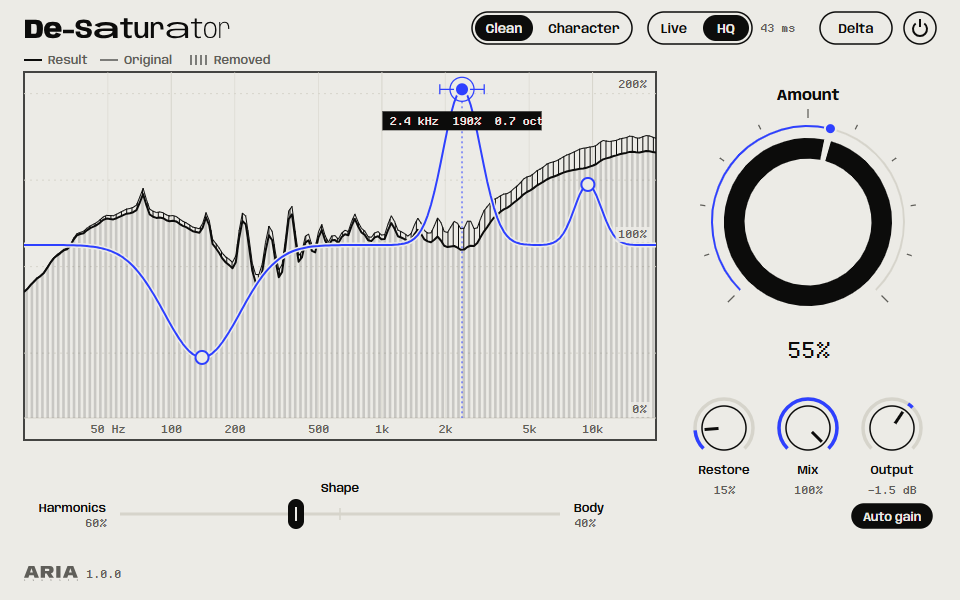 De-Saturator
Clean Character Live HQ 43 ms Delta
Result Original Removed
200%
2.4 kHz 190% 0.7 oct
100%
0%
50 Hz 100 200 500 1k 2k 5k 10k
Amount
55%
Restore Mix Output
15% 100% -1.5 dB
Auto gain
Shape
Harmonics Body
60% 40%
ARIA 1.0.0